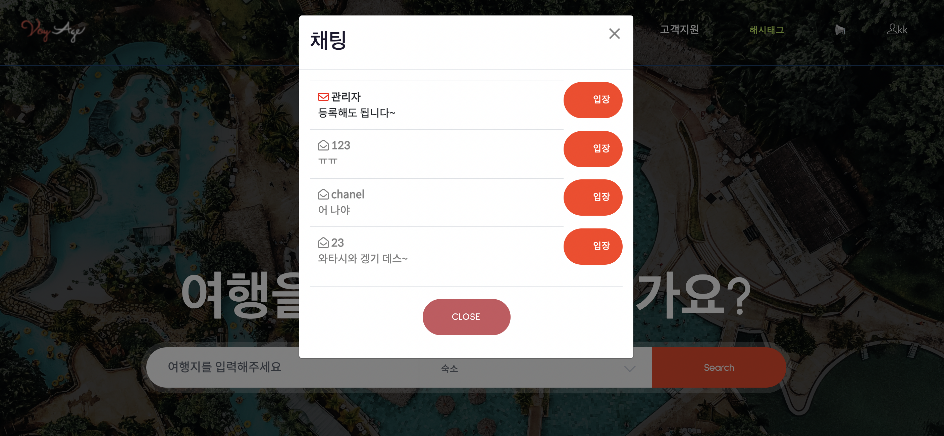 Voy Age
고객지원
해시태그
kk
채팅
관리자
등록해도 됩니다~
입장
123
ㅠㅠ
입장
chanel
어 나야
입장
23
와타시와 겡기 데스~
입장
CLOSE
여행을
가요?
여행지를 입력해주세요
숙소
Search